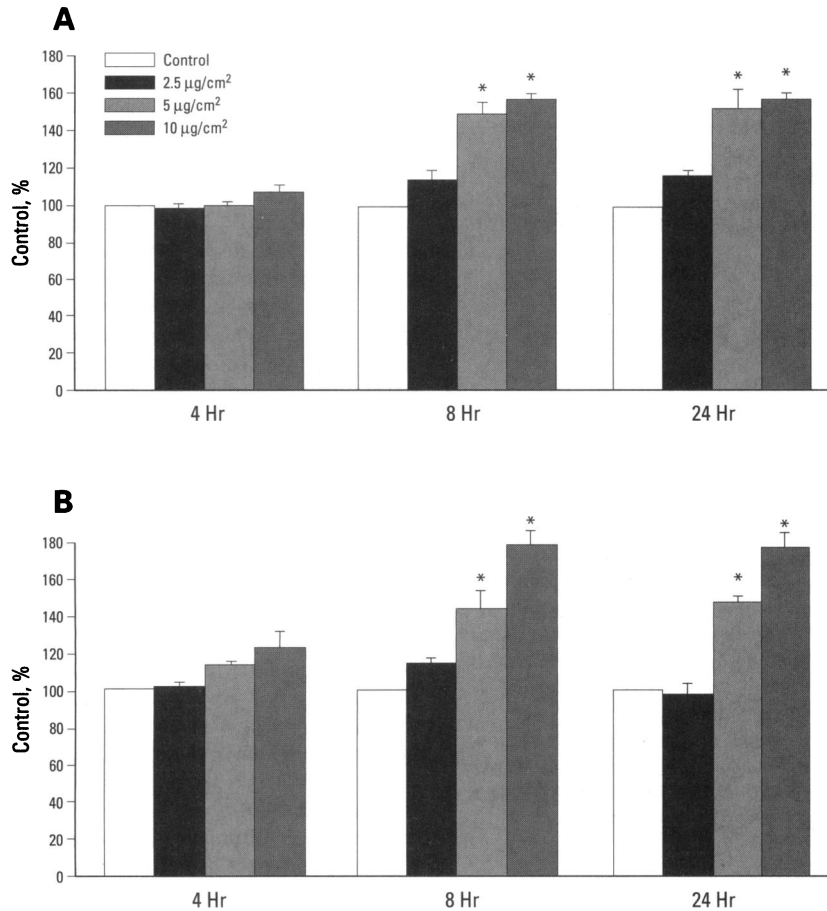 A
180
160
140
120
100
80
60
40
20
0
Control, %
Control
2.5 µg/cm²
5 µg/cm²
10 µg/cm²
* * * *
4 Hr 8 Hr 24 Hr
B
180
160
140
120
100
80
60
40
20
0
Control, %
* * * *
4 Hr 8 Hr 24 Hr